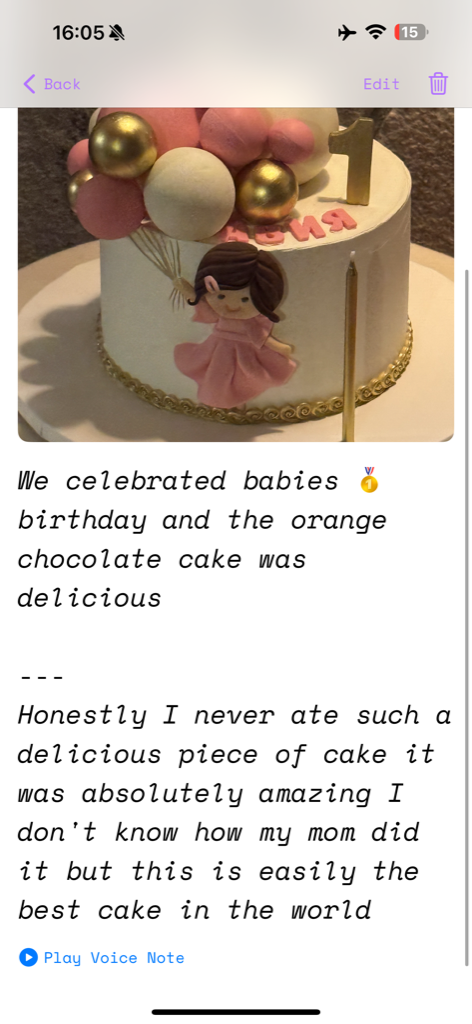 16:05
15
Back
Edit
1
We celebrated babies 🥇
birthday and the orange
chocolate cake was
delicious
---
Honestly I never ate such a
delicious piece of cake it
was absolutely amazing I
don't know how my mom did
it but this is easily the
best cake in the world
Play Voice Note